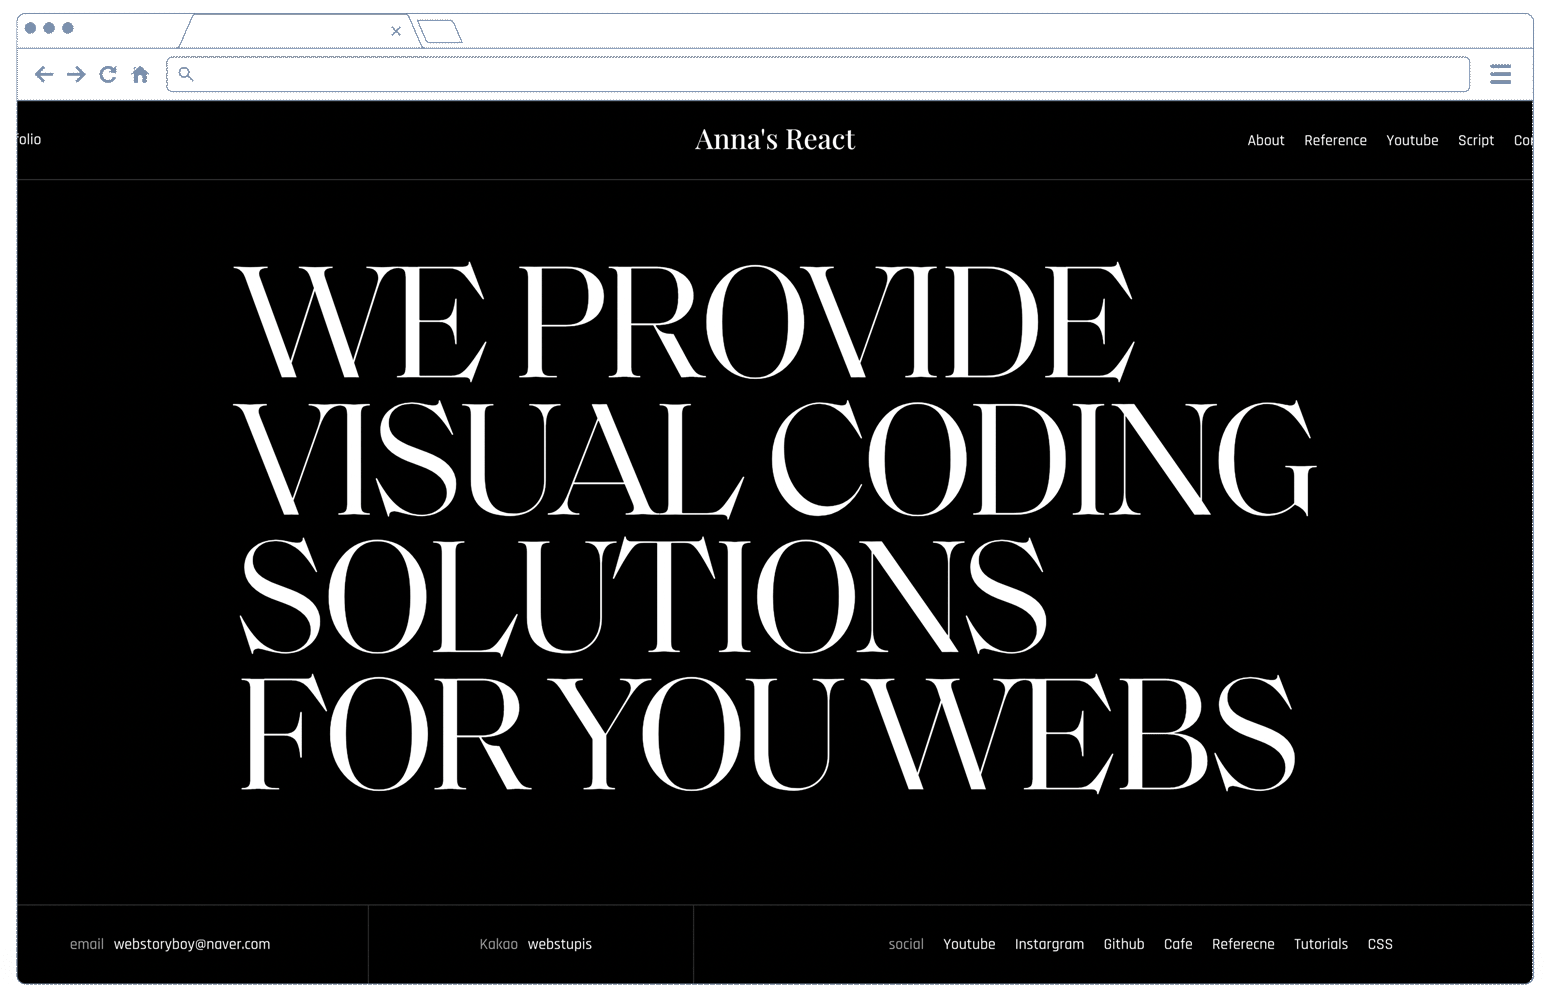 folio
Anna's React
About Reference Youtube Script
WE PROVIDE
VISUAL CODING
SOLUTIONS
FOR YOU WEBS
email webstoryboy@naver.com
Kakao webstupis
social Youtube Instargram Github Cafe Referecne Tutorials CSS